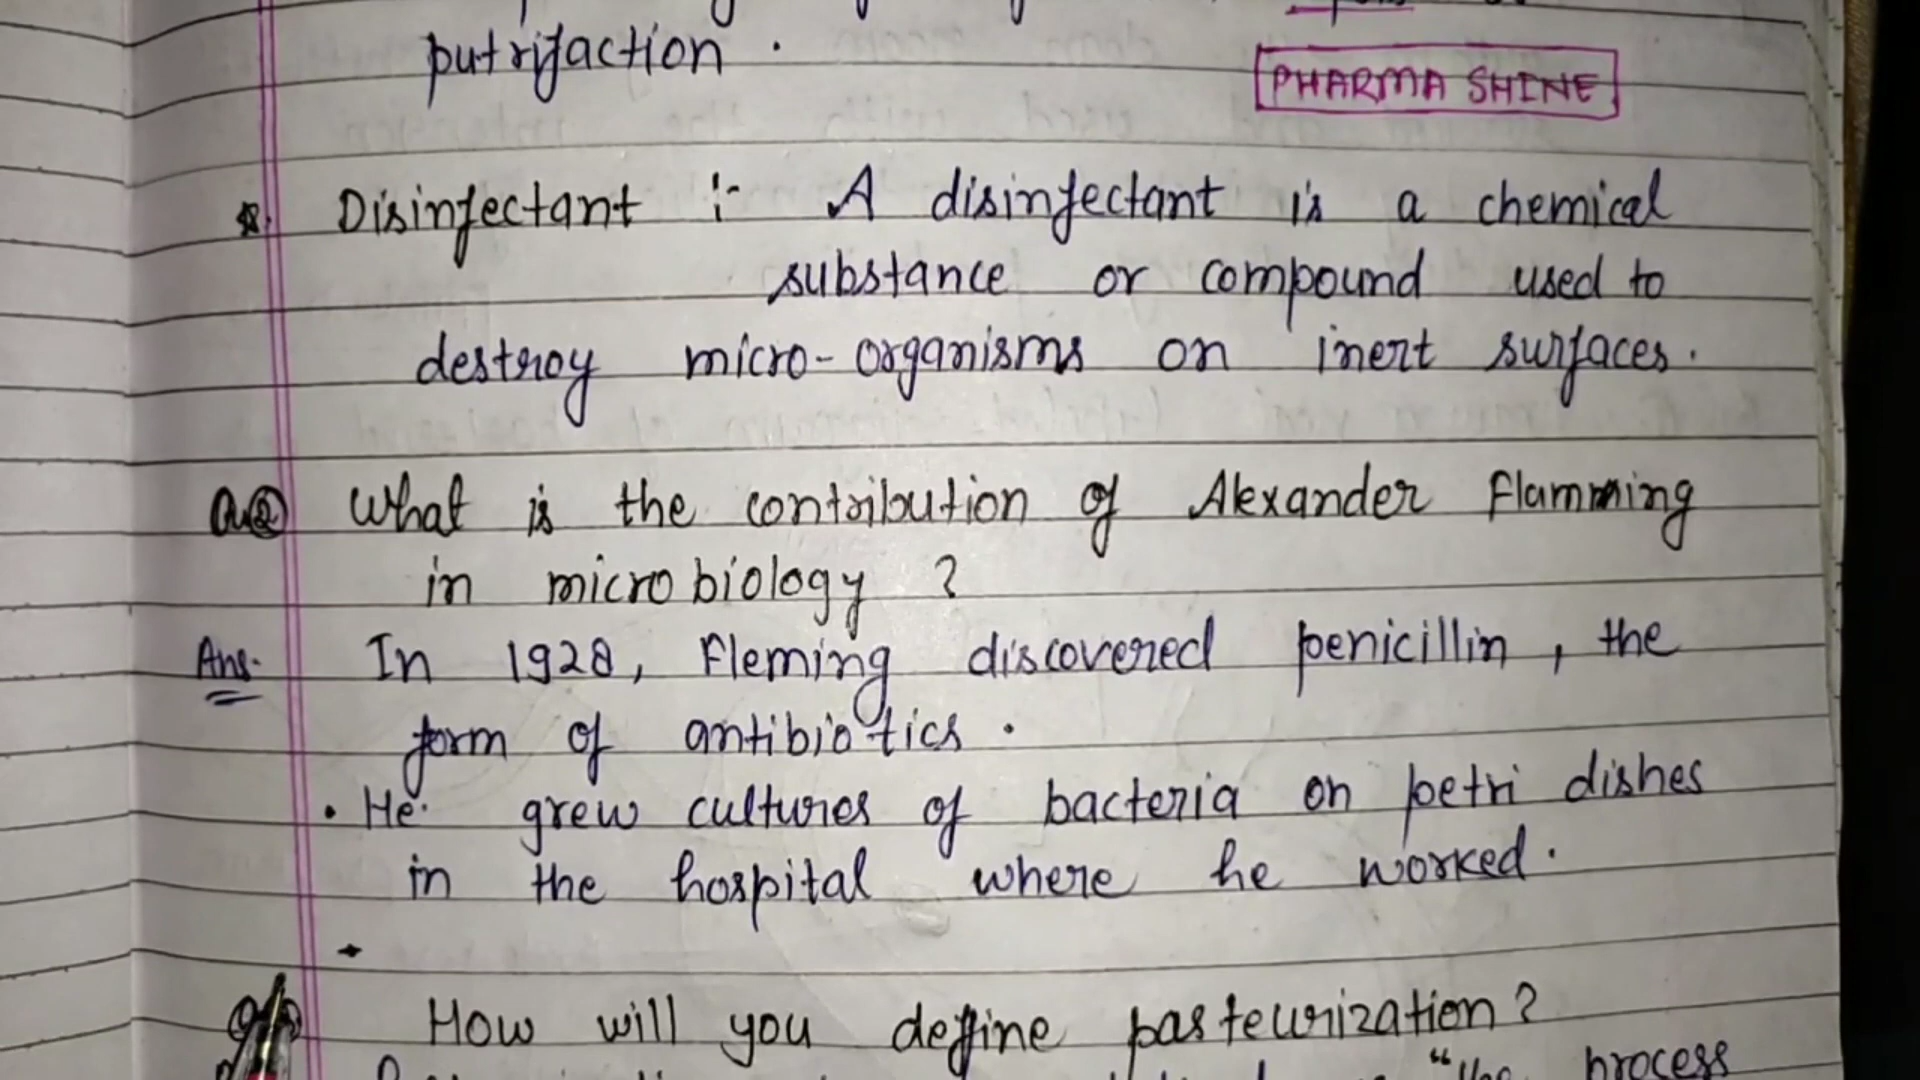 putrifaction .
PHARMA SHINE
Disinfectant :- A disinfectant is a chemical
substance or compound used to
destroy micro-organisms on inert surfaces.
What is the contribution of Alexander Flamming
in microbiology ?
Ans. In 1928, Fleming discovered penicillin, the
form of antibiotics .
• He grew cultures of bacteria on petri dishes
in the hospital where he worked.
How will you define pasteurization ?
process